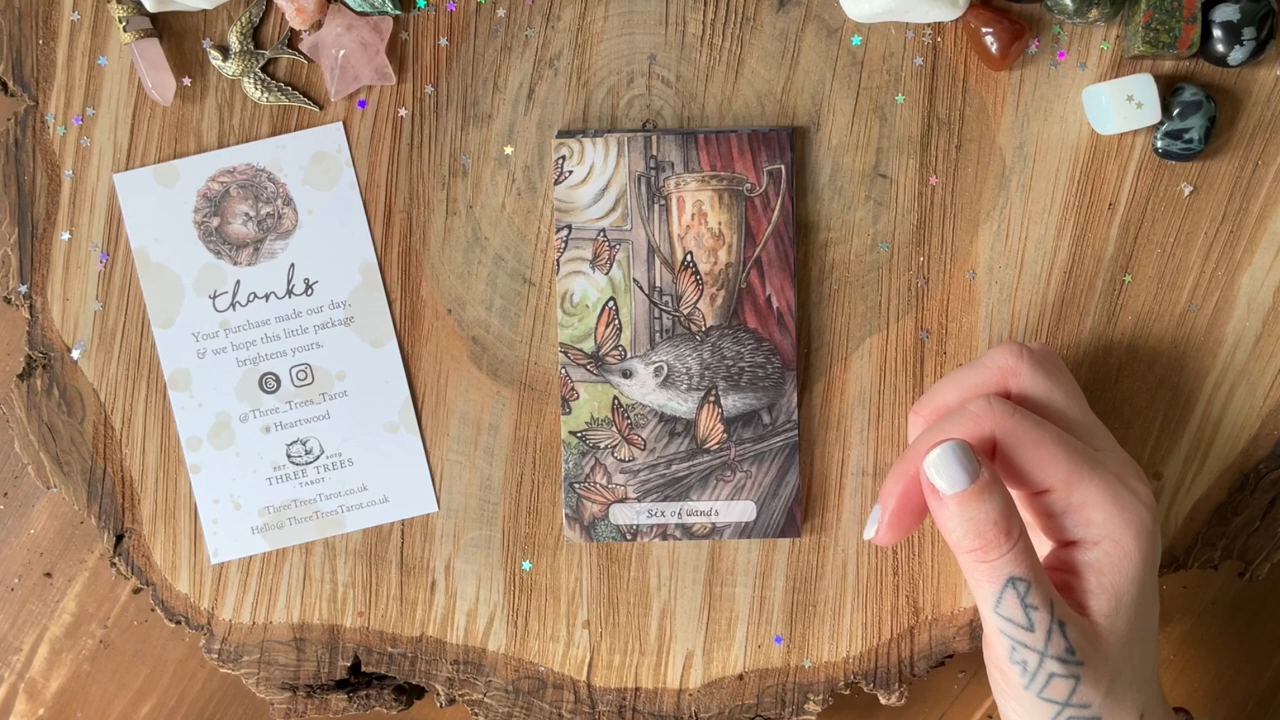 thanks
Your purchase made our day,
& we hope this little package
brightens yours.
@Three_Trees_Tarot
# Heartwood
EST. 2019
THREE TREES
· TAROT ·
ThreeTreesTarot.co.uk
Hello@ThreeTreesTarot.co.uk
Six of Wands